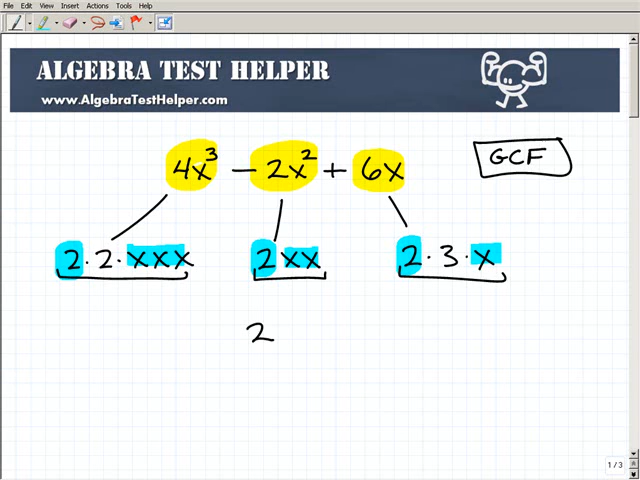 File Edit View Insert Actions Tools Help
ALGEBRA TEST HELPER
www.AlgebraTestHelper.com
4x³ − 2x² + 6x
GCF
2·2·xxx 2xx 2·3·x
2
1/3